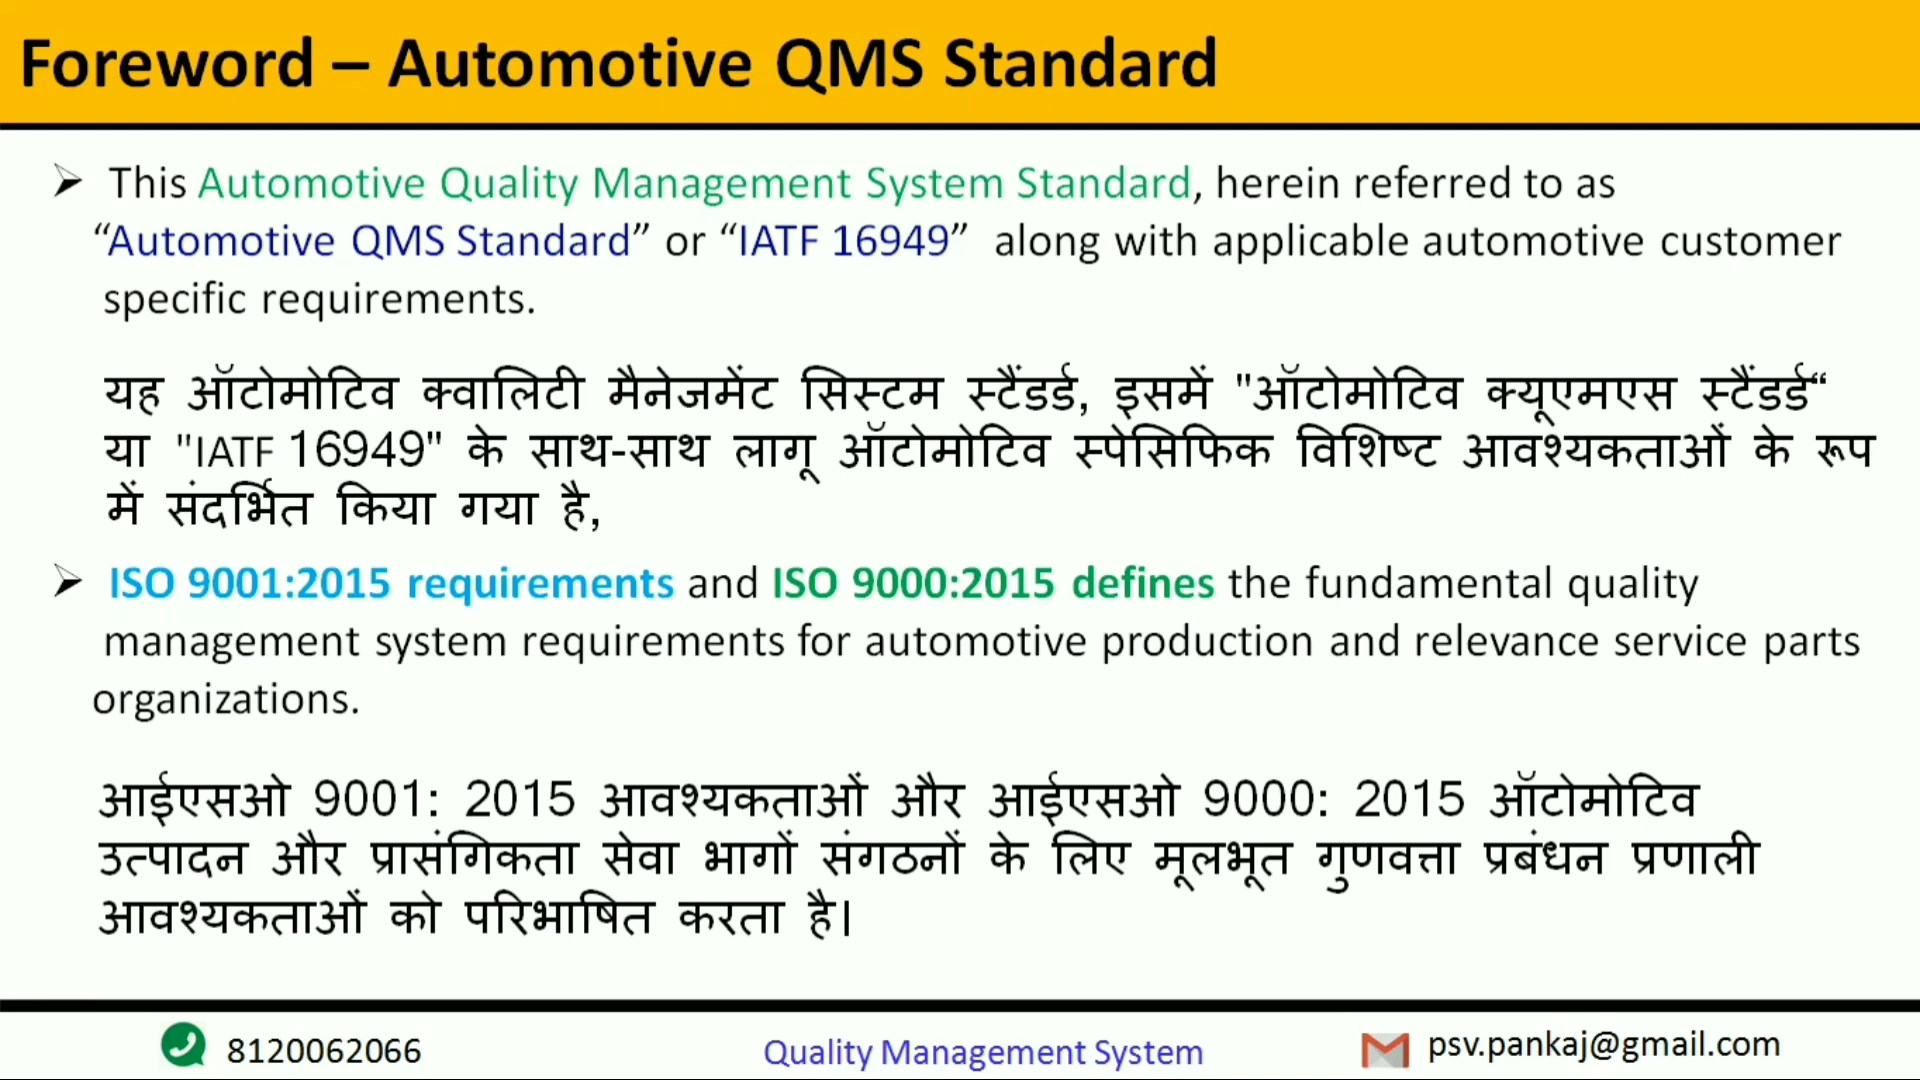 Foreword – Automotive QMS Standard
➢ This Automotive Quality Management System Standard, herein referred to as
“Automotive QMS Standard” or “IATF 16949” along with applicable automotive customer
specific requirements.
यह ऑटोमोटिव क्वालिटी मैनेजमेंट सिस्टम स्टैंडर्ड, इसमें "ऑटोमोटिव क्यूएमएस स्टैंडर्ड“
या "IATF 16949" के साथ-साथ लागू ऑटोमोटिव स्पेसिफिक विशिष्ट आवश्यकताओं के रूप
में संदर्भित किया गया है,
➢ ISO 9001:2015 requirements and ISO 9000:2015 defines the fundamental quality
management system requirements for automotive production and relevance service parts
organizations.
आईएसओ 9001: 2015 आवश्यकताओं और आईएसओ 9000: 2015 ऑटोमोटिव
उत्पादन और प्रासंगिकता सेवा भागों संगठनों के लिए मूलभूत गुणवत्ता प्रबंधन प्रणाली
आवश्यकताओं को परिभाषित करता है।
8120062066
Quality Management System
psv.pankaj@gmail.com